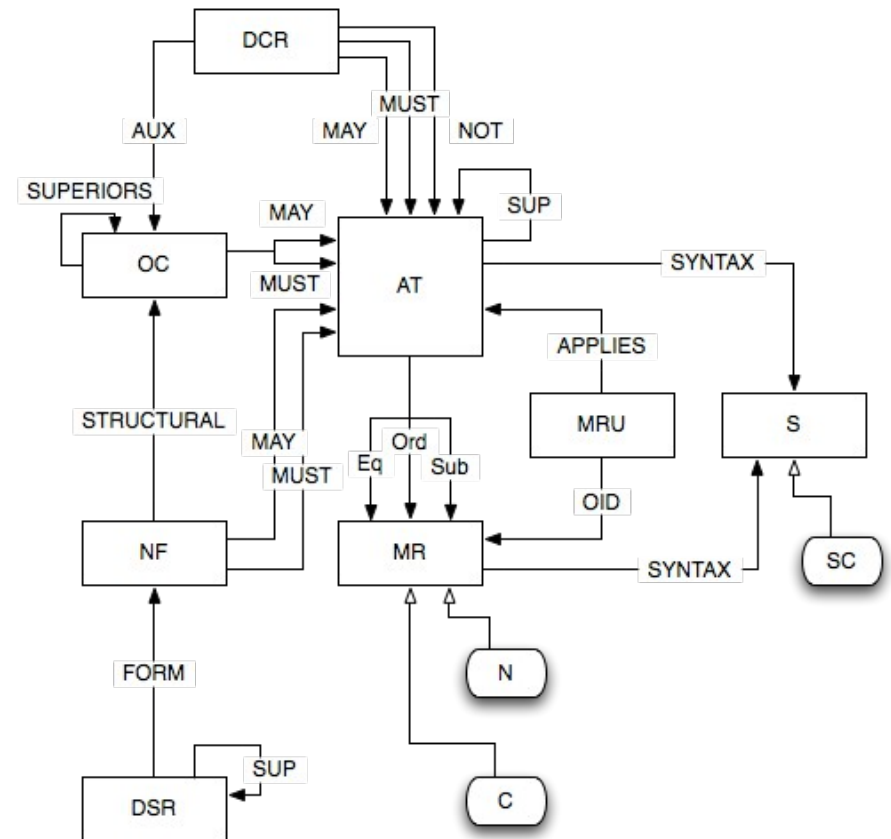 DCR
MUST
AUX
MAY
NOT
SUPERIORS
MAY
SUP
OC
MUST
AT
SYNTAX
APPLIES
STRUCTURAL
MAY
Ord
MRU
S
Eq
Sub
MUST
OID
NF
MR
SYNTAX
SC
FORM
N
SUP
DSR
C